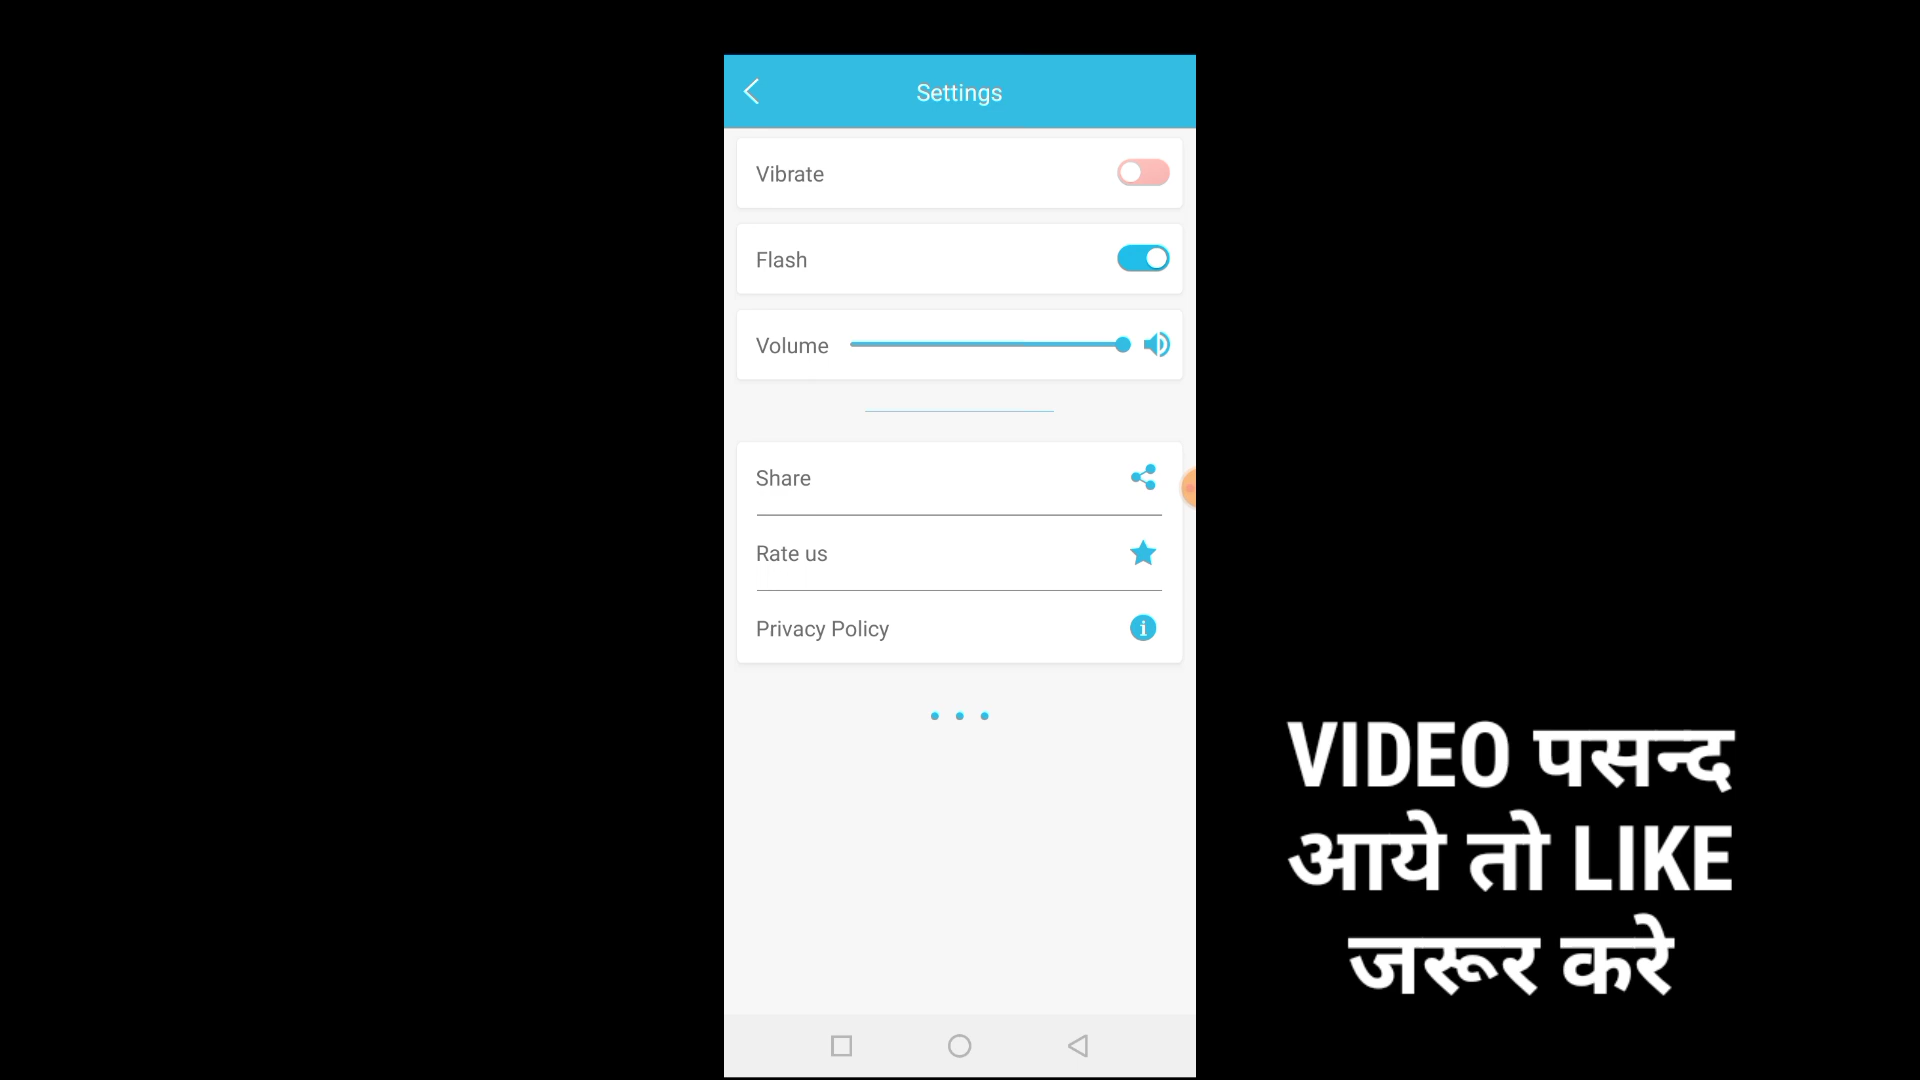 Settings
Vibrate
Flash
Volume
Share
Rate us
Privacy Policy
VIDEO पसन्द
आये तो LIKE
जरूर करे